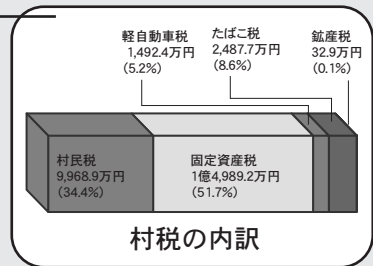 軽自動車税
1,492.4万円
(5.2%)
たばこ税
2,487.7万円
(8.6%)
鉱産税
32.9万円
(0.1%)
村民税
9,968.9万円
(34.4%)
固定資産税
1億4,989.2万円
(51.7%)
村税の内訳